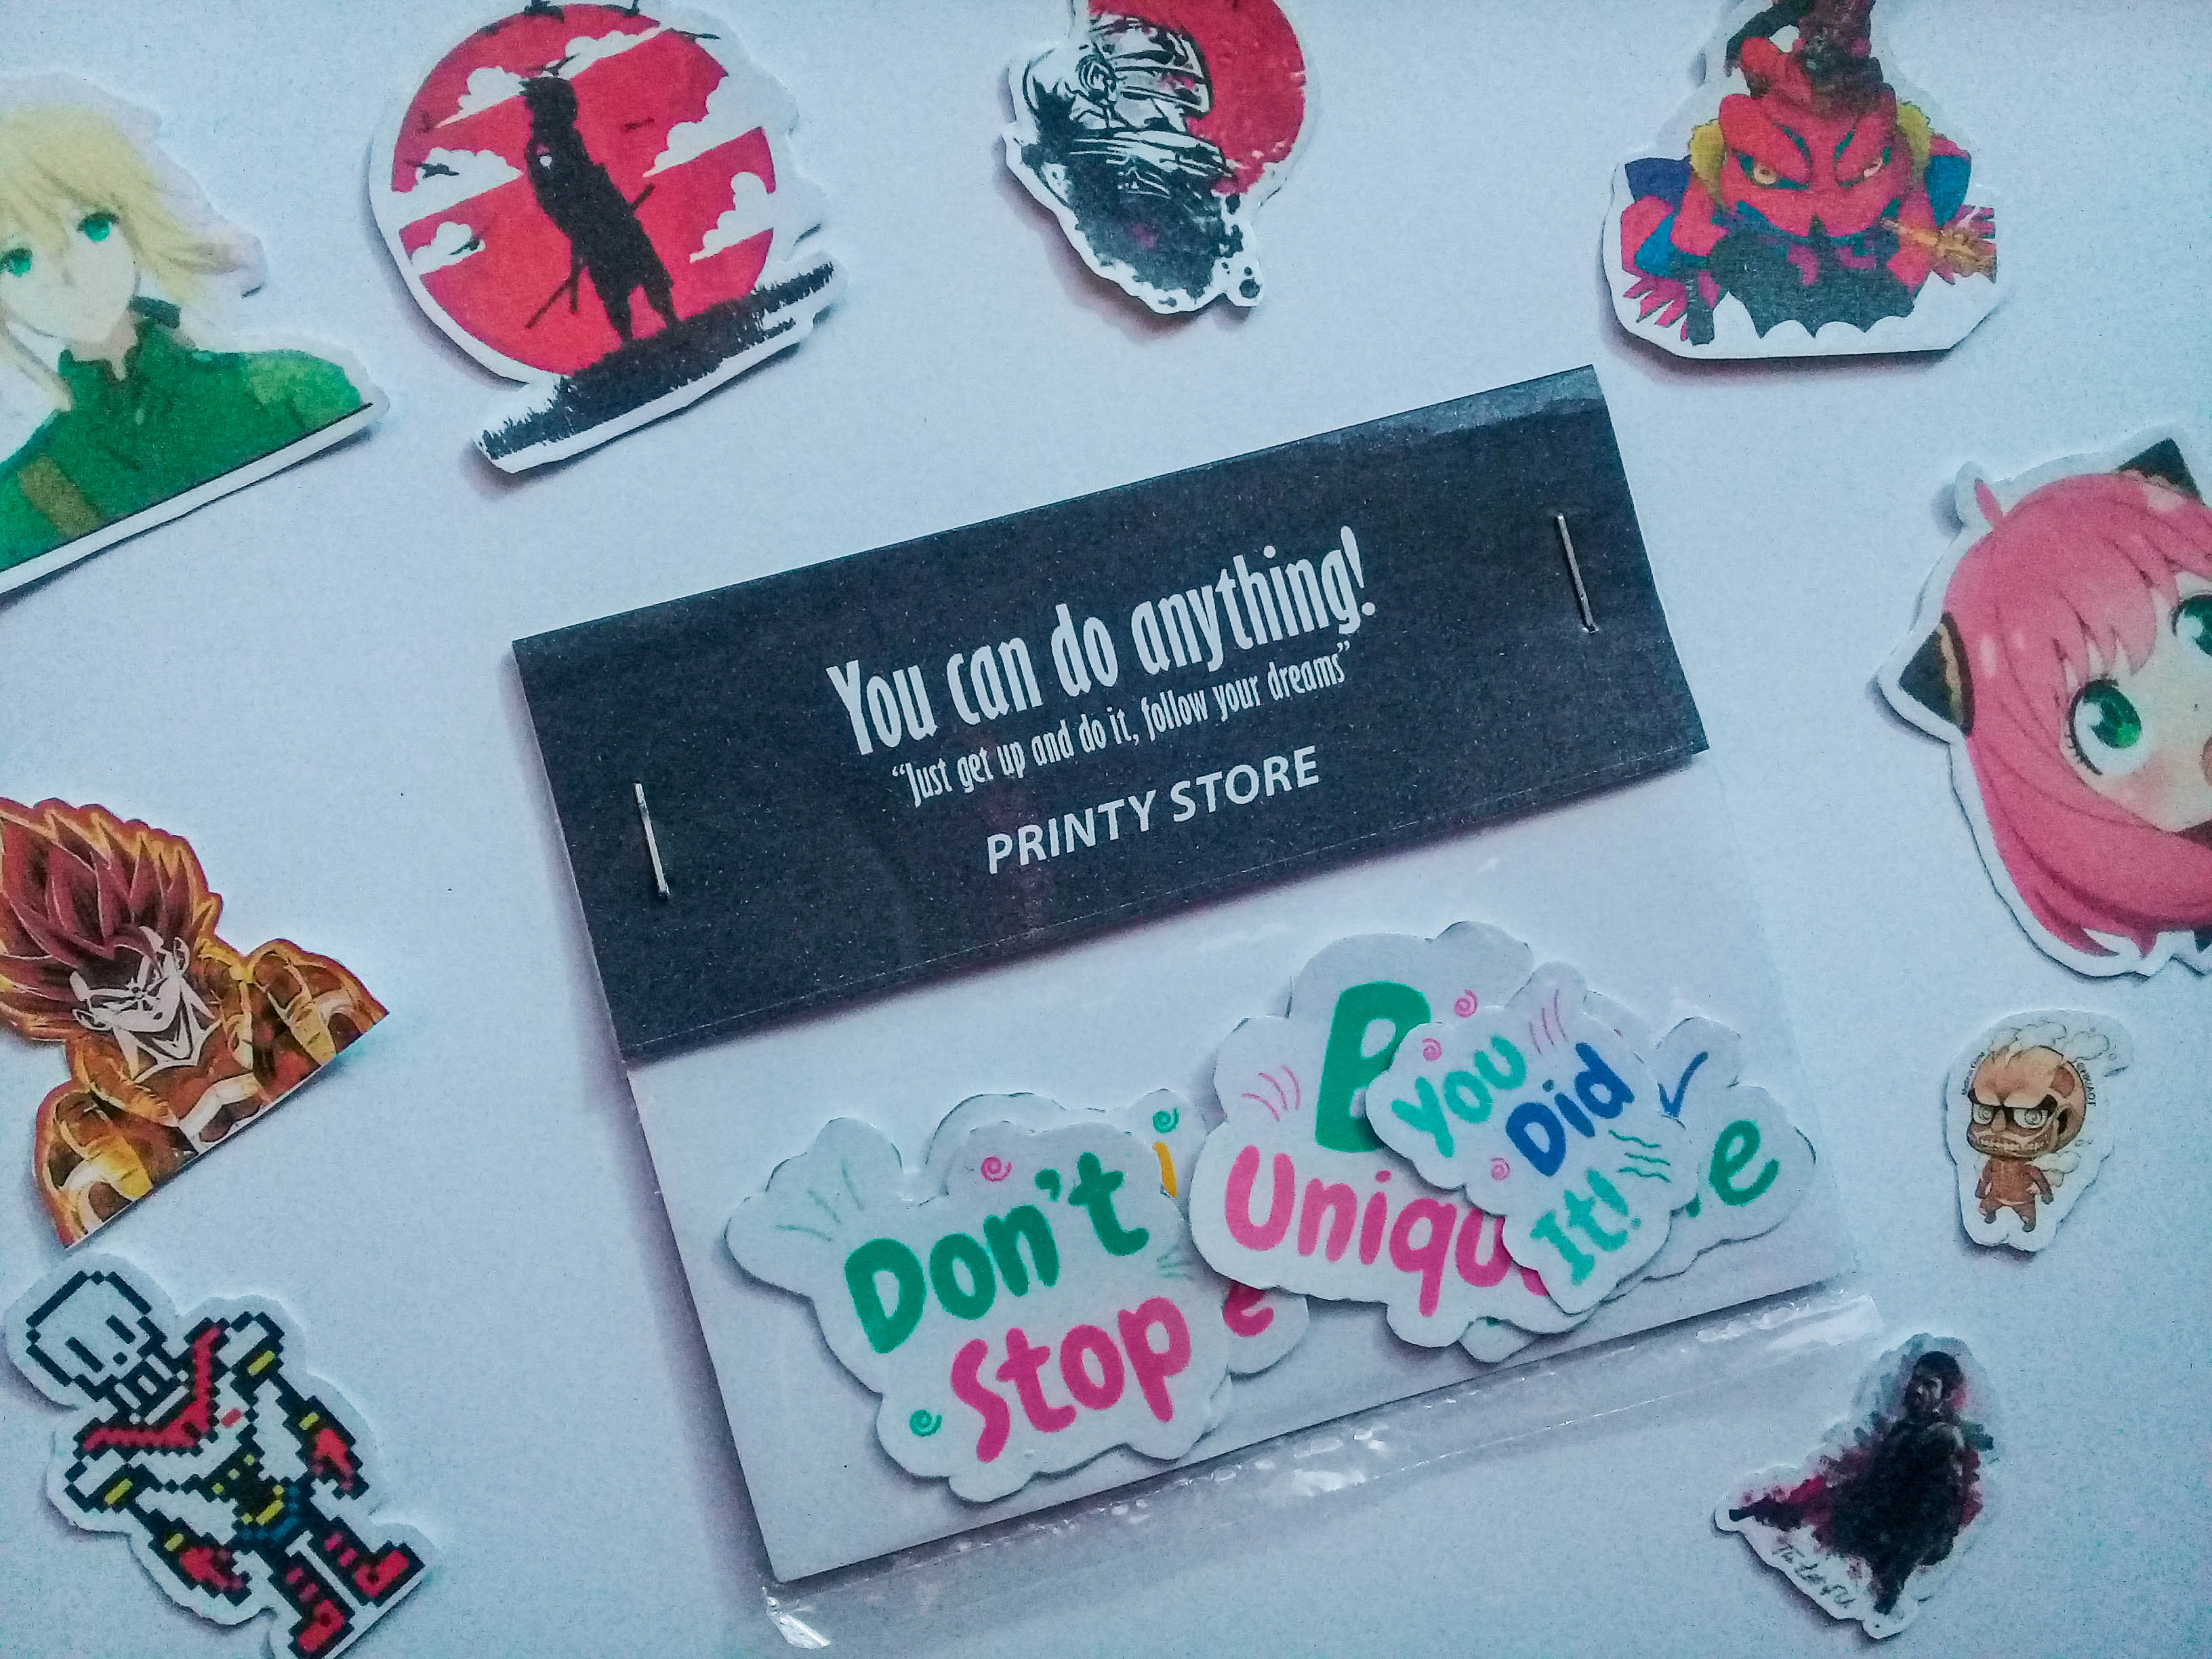 You can do anything!
“Just get up and do it, follow your dreams”
PRINTY STORE
Don't
Stop
You
Did
It!